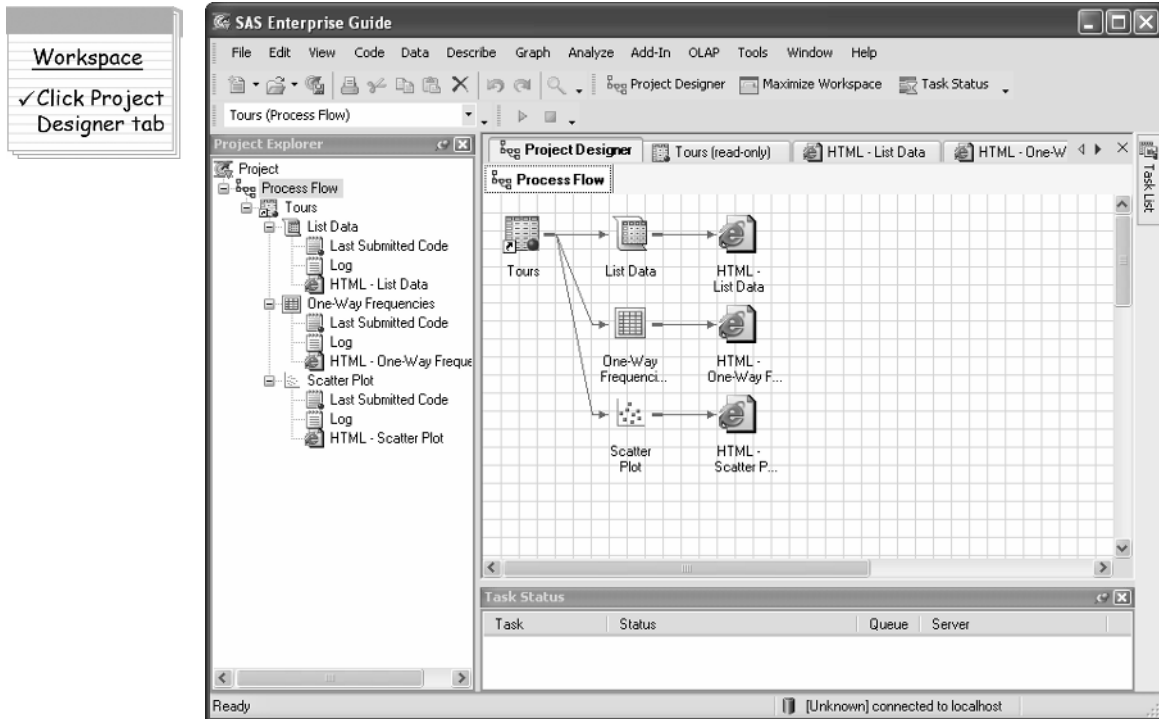 Workspace
✓Click Project
Designer tab
SAS Enterprise Guide
File Edit View Code Data Describe Graph Analyze Add-In OLAP Tools Window Help
Project Designer Maximize Workspace Task Status
Tours (Process Flow)
Project Explorer
Project
Process Flow
Tours
List Data
Last Submitted Code
Log
HTML - List Data
One-Way Frequencies
Last Submitted Code
Log
HTML - One-Way Freque
Scatter Plot
Last Submitted Code
Log
HTML - Scatter Plot
Project Designer Tours (read-only) HTML - List Data HTML - One-W
Process Flow
Tours
List Data
HTML -
List Data
One-Way
Frequenci...
HTML -
One-Way F...
Scatter
Plot
HTML -
Scatter P...
Task List
Task Status
Task Status Queue Server
Ready
[Unknown] connected to localhost